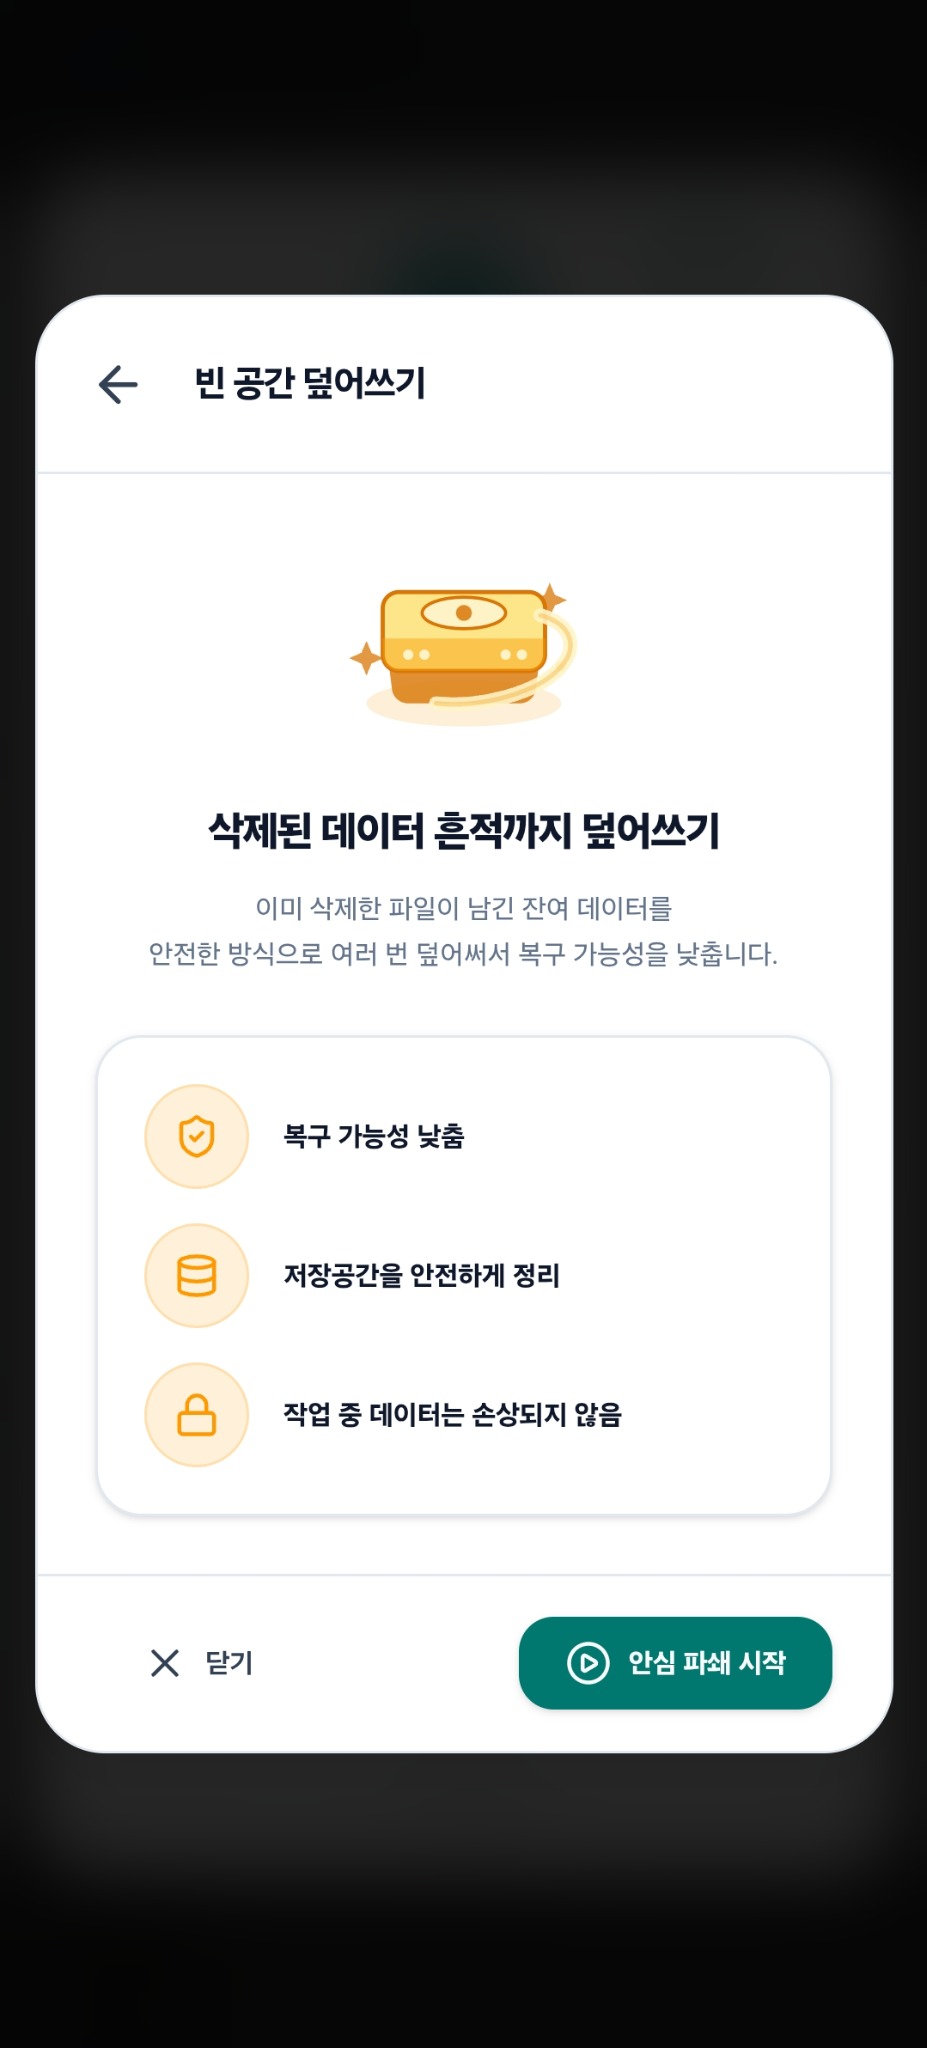 빈 공간 덮어쓰기
삭제된 데이터 흔적까지 덮어쓰기
이미 삭제한 파일이 남긴 잔여 데이터를
안전한 방식으로 여러 번 덮어써서 복구 가능성을 낮춥니다.
복구 가능성 낮춤
저장공간을 안전하게 정리
작업 중 데이터는 손상되지 않음
닫기
안심 파쇄 시작